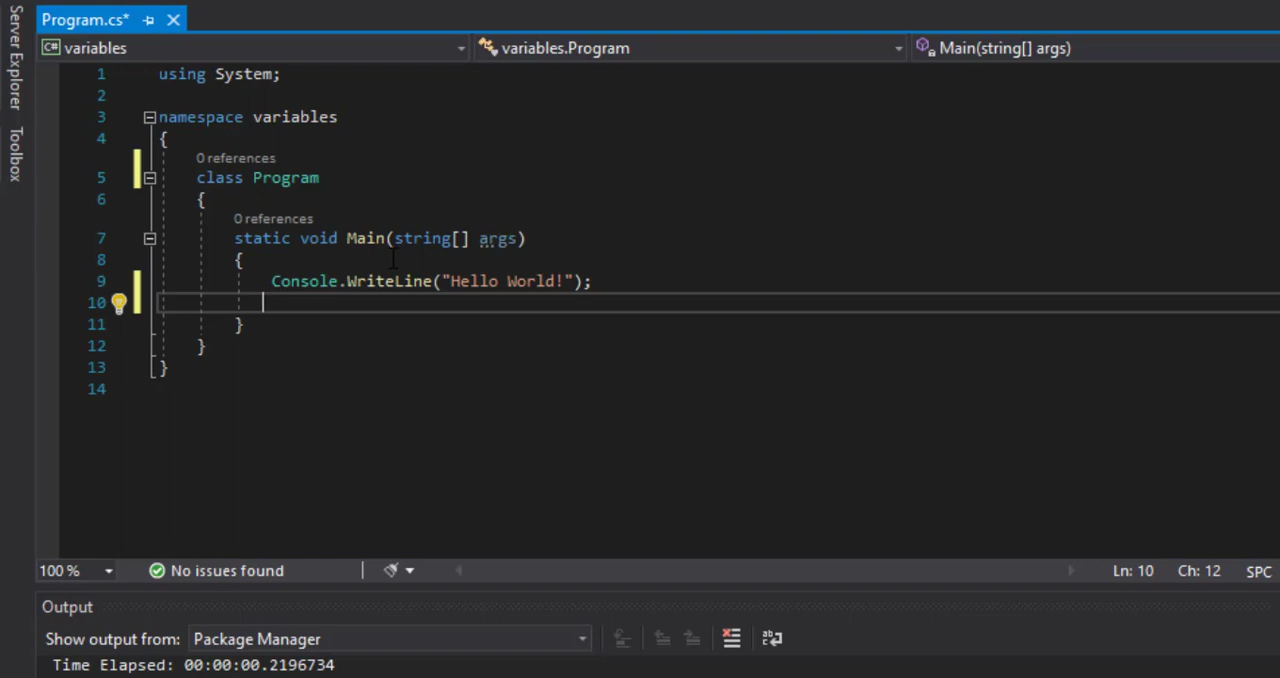 Server Explorer
Toolbox
Program.cs*
C# variables
variables.Program
Main(string[] args)
1 using System;
2
3 namespace variables
4 {
0 references
5 class Program
6 {
0 references
7 static void Main(string[] args)
8 {
9 Console.WriteLine("Hello World!");
10
11 }
12 }
13 }
14
100 %
No issues found
Ln: 10 Ch: 12 SPC
Output
Show output from: Package Manager
Time Elapsed: 00:00:00.2196734